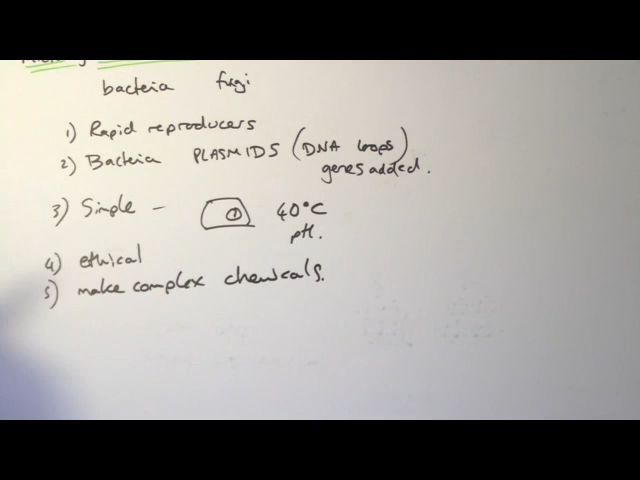 bacteria fungi
1) Rapid reproducers
2) Bacteria PLASMIDS (DNA loops)
genes added.
3) Simple - 40°C
pH.
4) ethical
5) make complex chemicals.